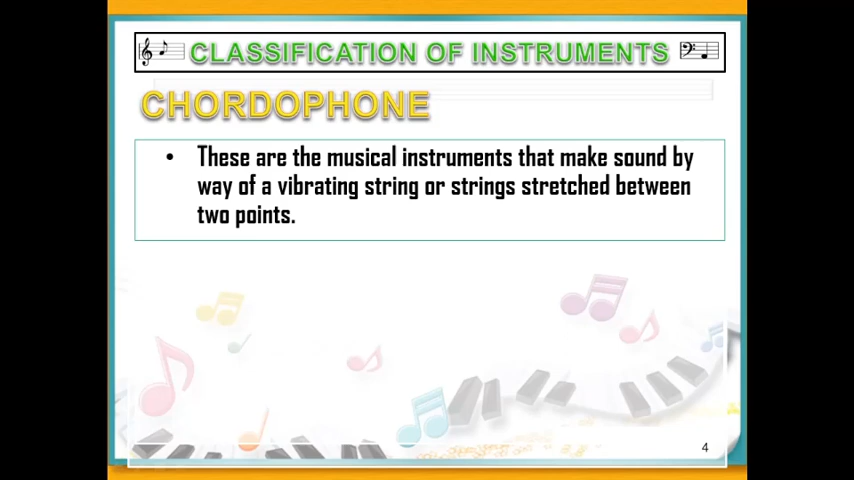 CLASSIFICATION OF INSTRUMENTS
CHORDOPHONE
• These are the musical instruments that make sound by
way of a vibrating string or strings stretched between
two points.
4